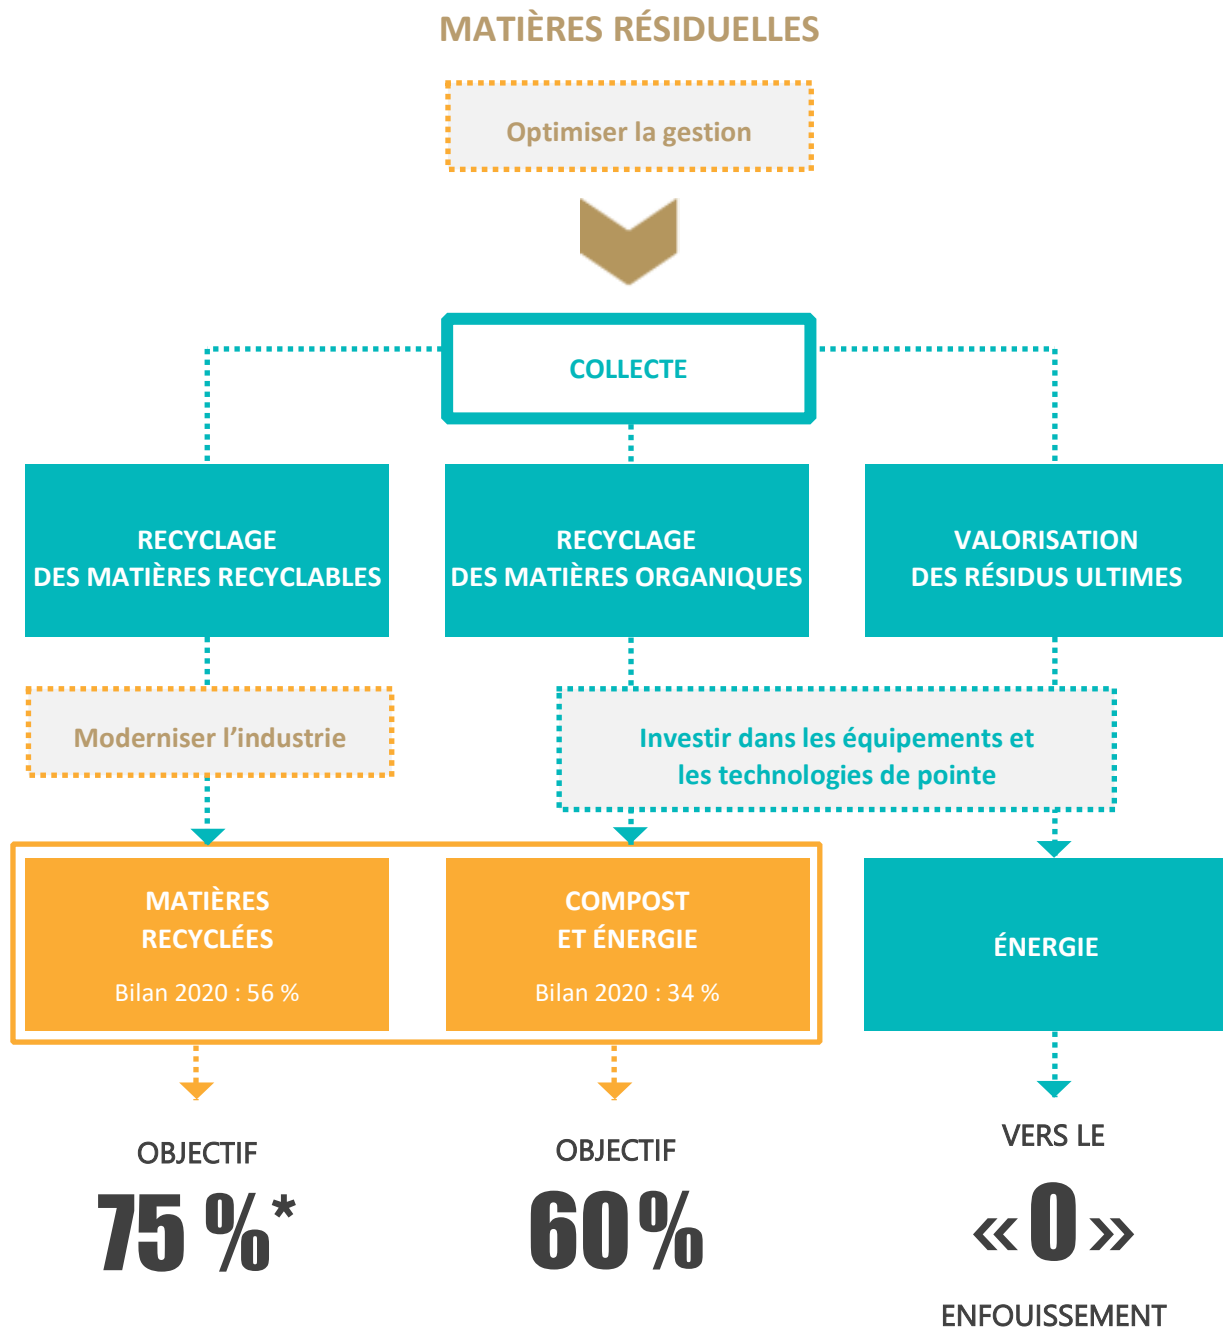 MATIÈRES RÉSIDUELLES
Optimiser la gestion
COLLECTE
RECYCLAGE
DES MATIÈRES RECYCLABLES
RECYCLAGE
DES MATIÈRES ORGANIQUES
VALORISATION
DES RÉSIDUS ULTIMES
Moderniser l’industrie
Investir dans les équipements et
les technologies de pointe
MATIÈRES
RECYCLÉES
Bilan 2020 : 56 %
COMPOST
ET ÉNERGIE
Bilan 2020 : 34 %
ÉNERGIE
OBJECTIF
75 %*
OBJECTIF
60%
VERS LE
«0»
ENFOUISSEMENT